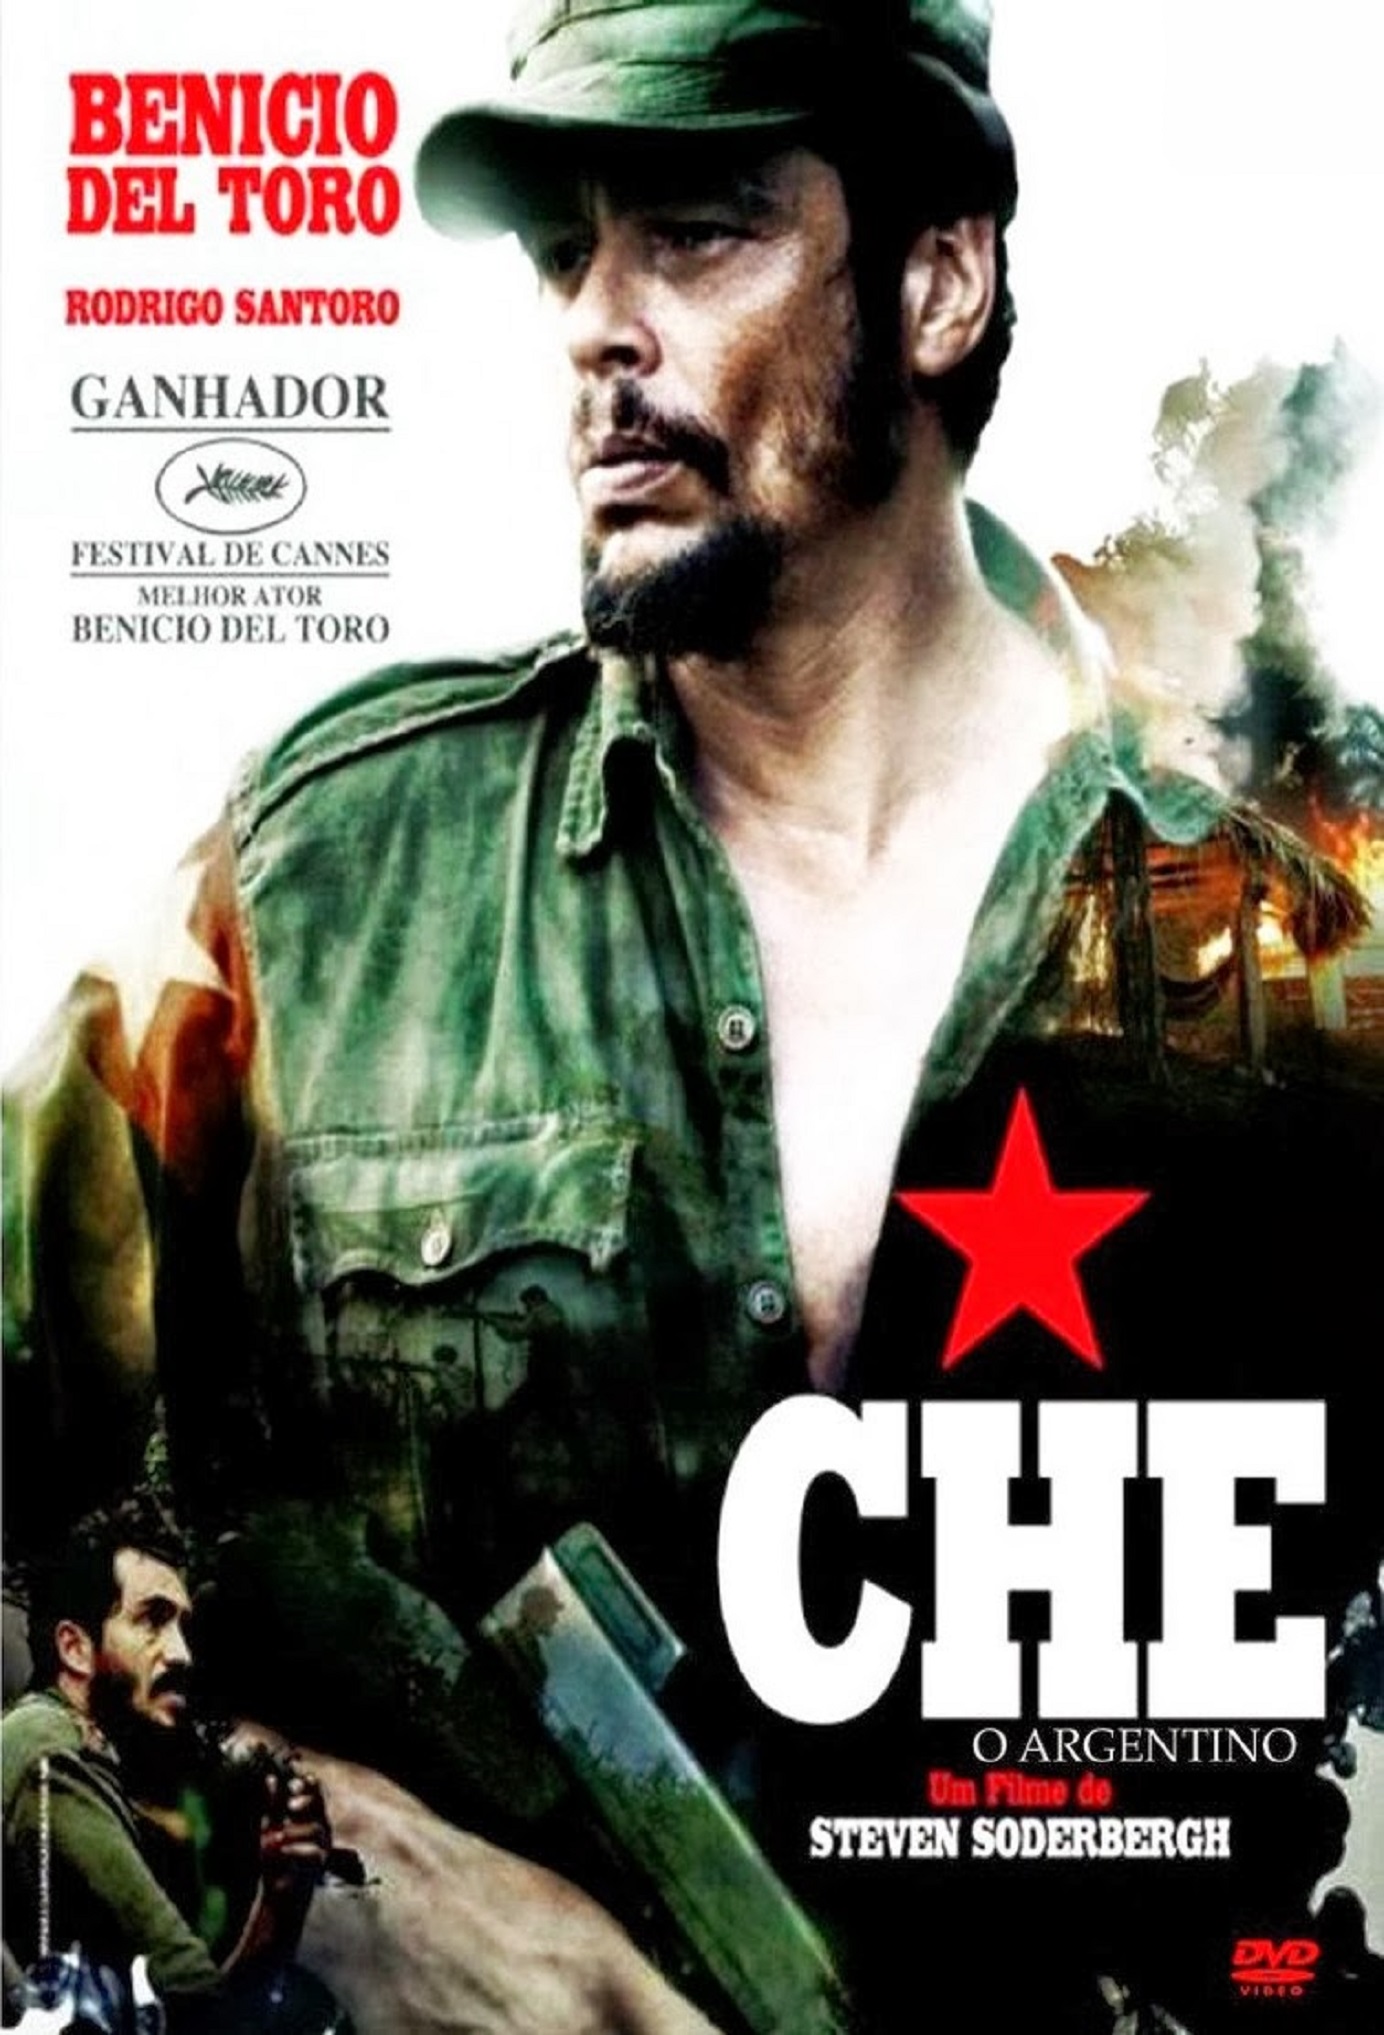 BENICIO
DEL TORO
RODRIGO SANTORO
GANHADOR
FESTIVAL DE CANNES
MELHOR ATOR
BENICIO DEL TORO
CHE
O ARGENTINO
Um Filme de
STEVEN SODERBERGH
DVD
VIDEO